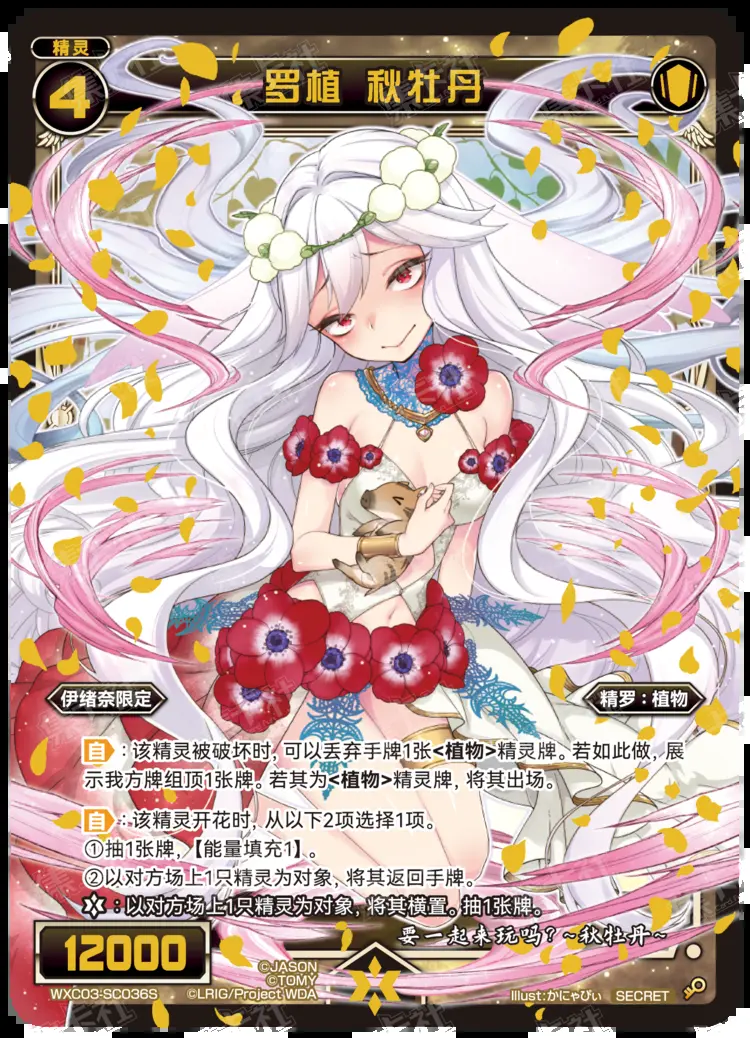 精灵
4
罗植 秋牡丹
伊绪奈限定
精罗：植物
自：该精灵被破坏时，可以丢弃手牌1张<植物>精灵牌。若如此做，展
示我方牌组顶1张牌。若其为<植物>精灵牌，将其出场。
自：该精灵开花时，从以下2项选择1项。
①抽1张牌，【能量填充1】。
②以对方场上1只精灵为对象，将其返回手牌。
：以对方场上1只精灵为对象，将其横置。抽1张牌。
要一起来玩吗？~秋牡丹~
12000
©JASON
©TOMY
WXC03-SC036S ©LRIG/Project WDA
Illust:かにゃぴぃ SECRET